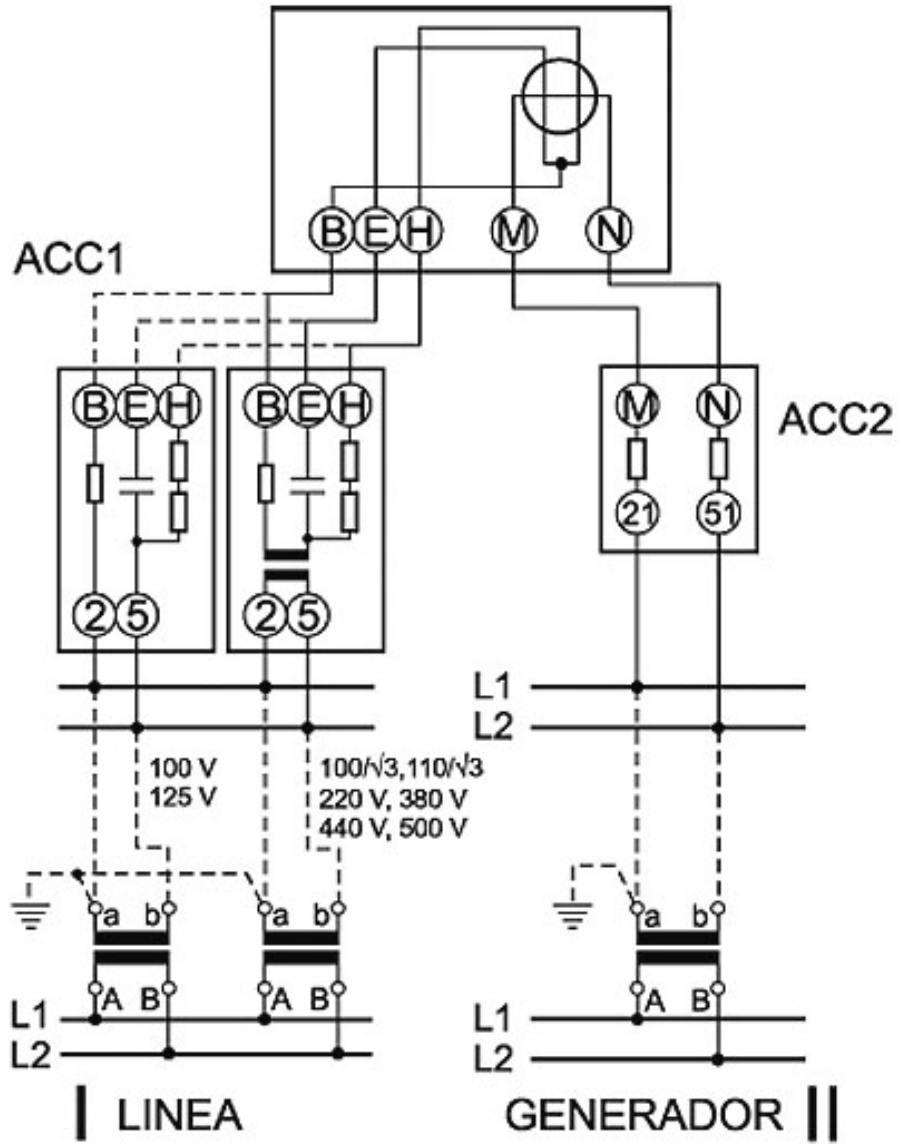 B E H M N
ACC1
B E H B E H M N
ACC2
21 51
2 5 2 5
L1
L2
100 V 100/√3,110/√3
125 V 220 V, 380 V
440 V, 500 V
a b a b a b
A B A B A B
L1 L1
L2 L2
I LINEA GENERADOR II